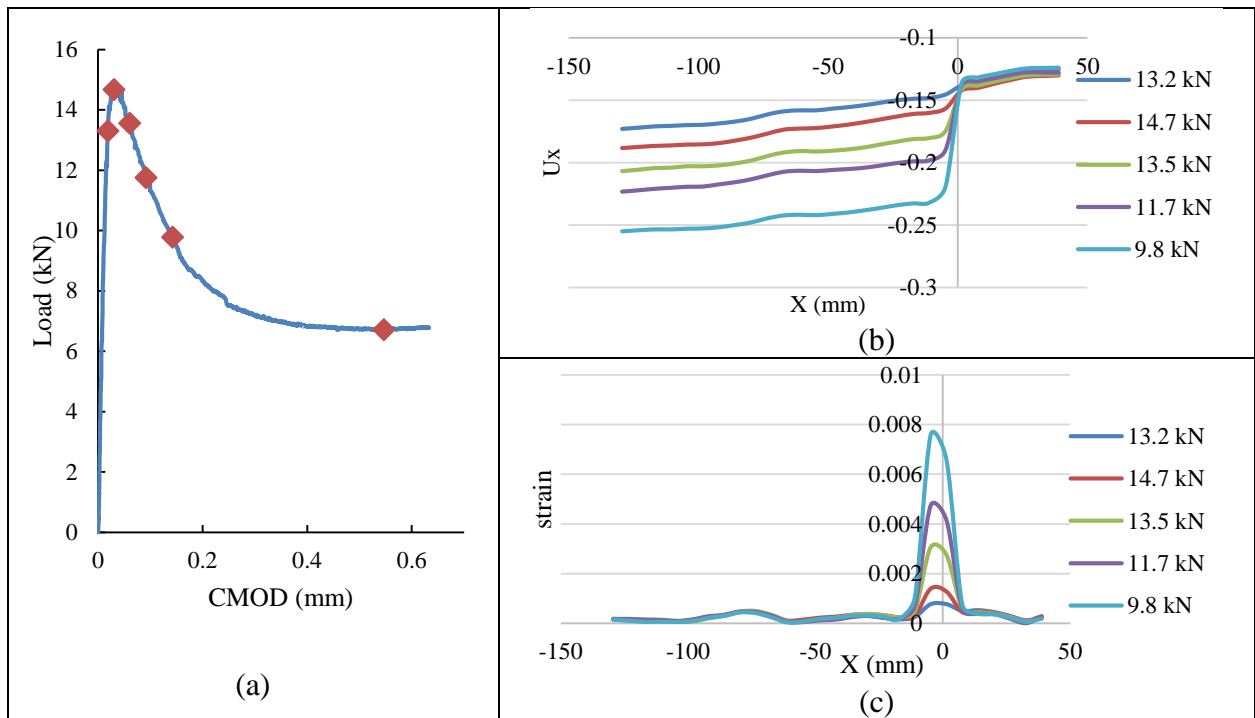 16
14
12
10
8
6
4
2
0
0 0.2 0.4 0.6
Load (kN)
CMOD (mm)
(a)
-0.1
-150 -100 -50 0 50
-0.15
-0.2
-0.25
-0.3
Ux
X (mm)
13.2 kN
14.7 kN
13.5 kN
11.7 kN
9.8 kN
(b)
0.01
0.008
0.006
0.004
0.002
0
-150 -100 -50 0 50
strain
X (mm)
13.2 kN
14.7 kN
13.5 kN
11.7 kN
9.8 kN
(c)